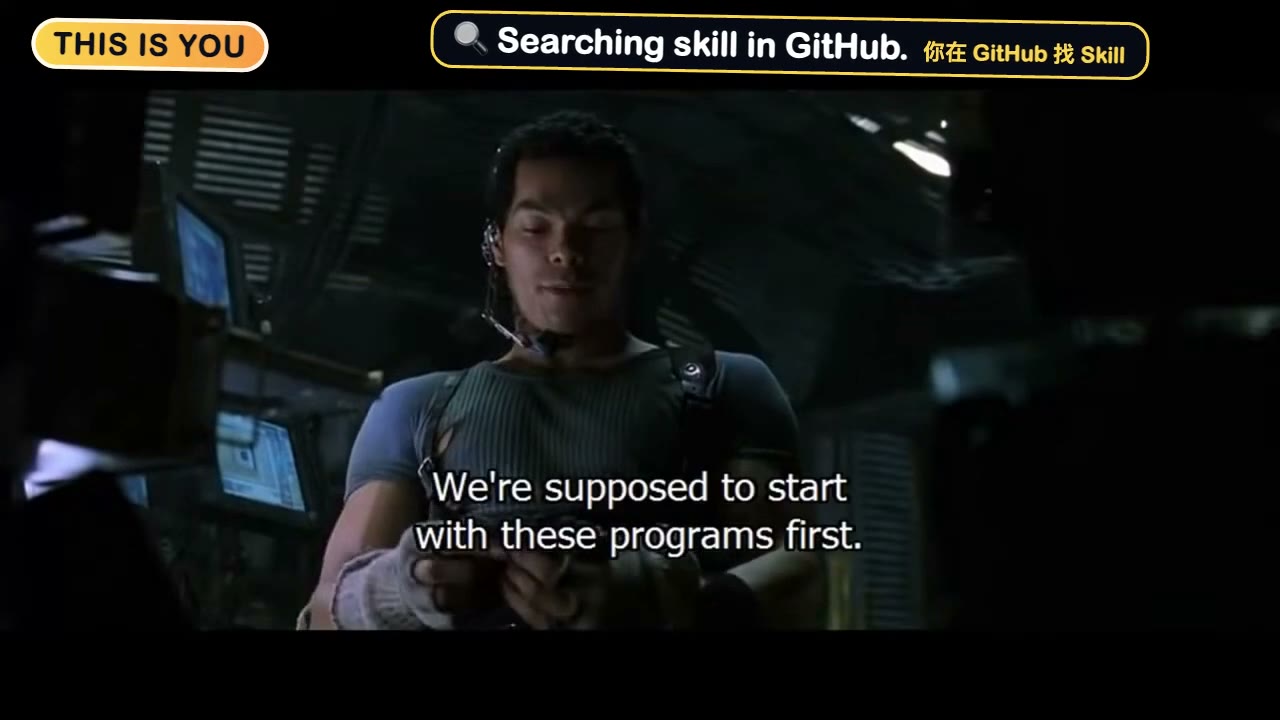 THIS IS YOU
Searching skill in GitHub. 你在 GitHub 找 Skill
We're supposed to start
with these programs first.